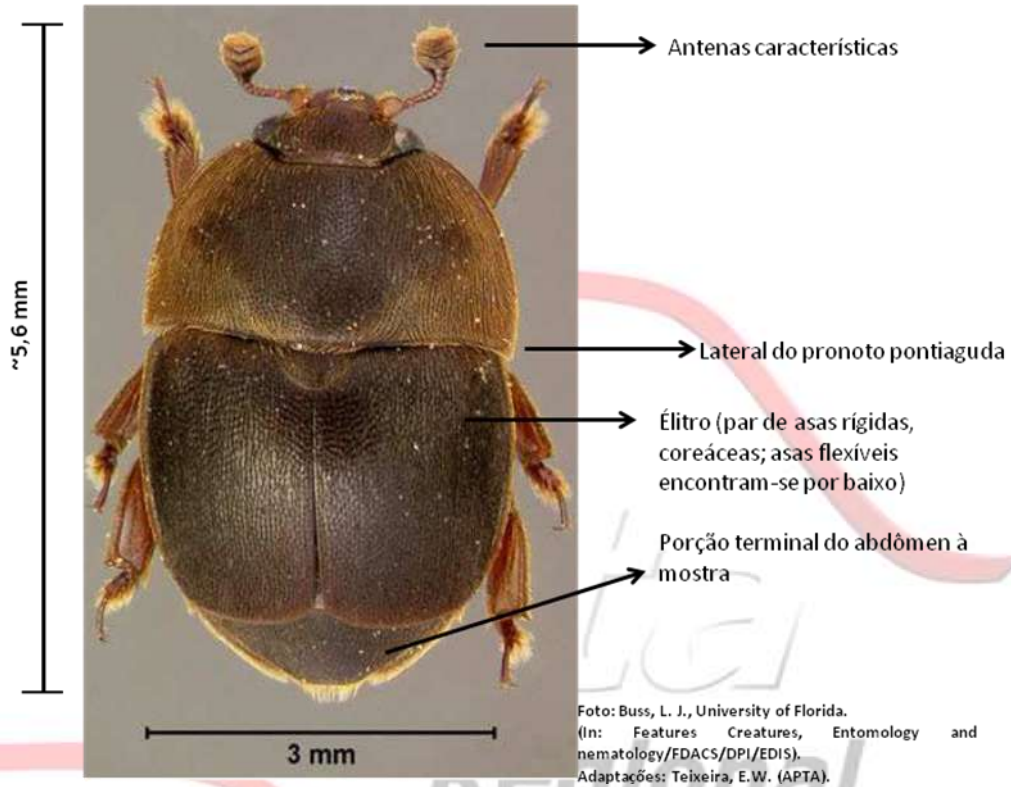 Antenas características
~5,6 mm
Lateral do pronoto pontiaguda
Élitro (par de asas rígidas,
coreáceas; asas flexíveis
encontram-se por baixo)
Porção terminal do abdômen à
mostra
3 mm
Foto: Buss, L. J., University of Florida.
(In: Features Creatures, Entomology and
nematology/FDACS/DPI/EDIS).
Adaptações: Teixeira, E.W. (APTA).